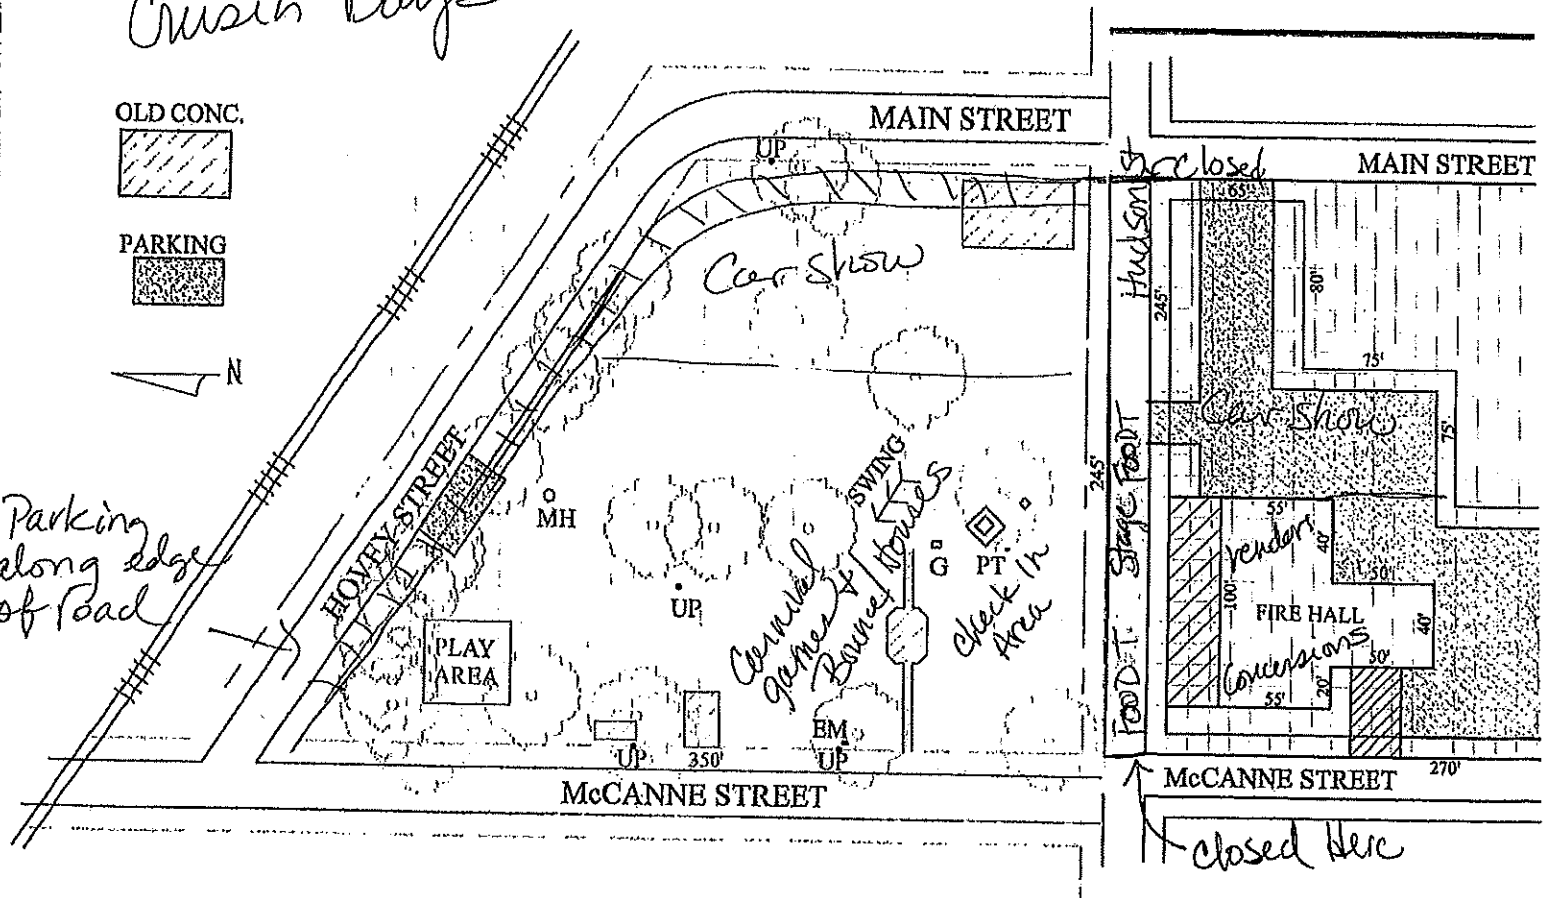 Crusin Days
OLD CONC.
PARKING
N
MAIN STREET
MAIN STREET
UP
closed
Hudson St
65'
80'
245'
75'
75'
Car Show
Car Show
HOVEY STREET
SWING
MH
UP
G
PT
245'
Stage
FOOD T
FOOD T.
Parking
along edge
of Road
PLAY
AREA
Carnival
games +
Bounce Houses
Check In
Area
55'
40'
Vendors
50'
100'
FIRE HALL
40'
Concessions
50'
55'
20'
UP
350'
EM
UP
McCANNE STREET
McCANNE STREET
270'
closed Here